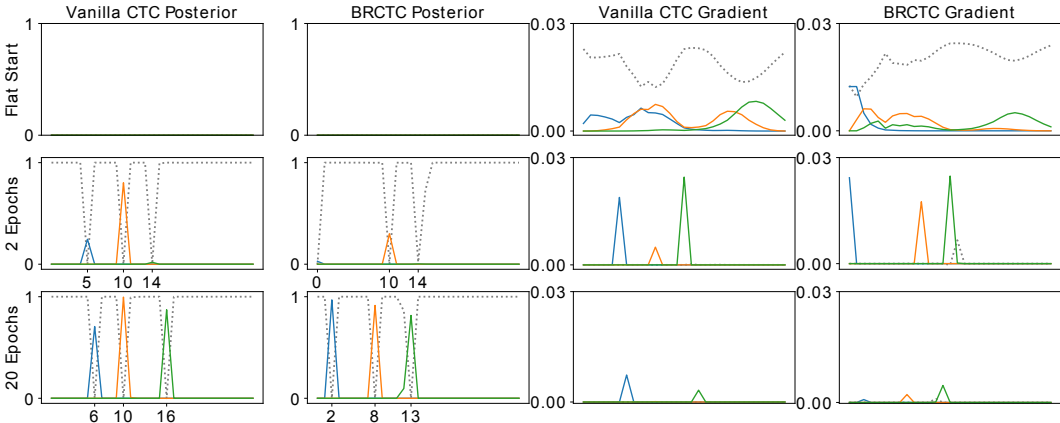 Vanilla CTC Posterior
BRCTC Posterior
Vanilla CTC Gradient
BRCTC Gradient
Flat Start
1
0
1
0
0.03
0.00
0.03
0.00
2 Epochs
1
0
5 10 14
1
0
0 10 14
0.03
0.00
0.03
0.00
20 Epochs
1
0
6 10 16
1
0
2 8 13
0.03
0.00
0.03
0.00